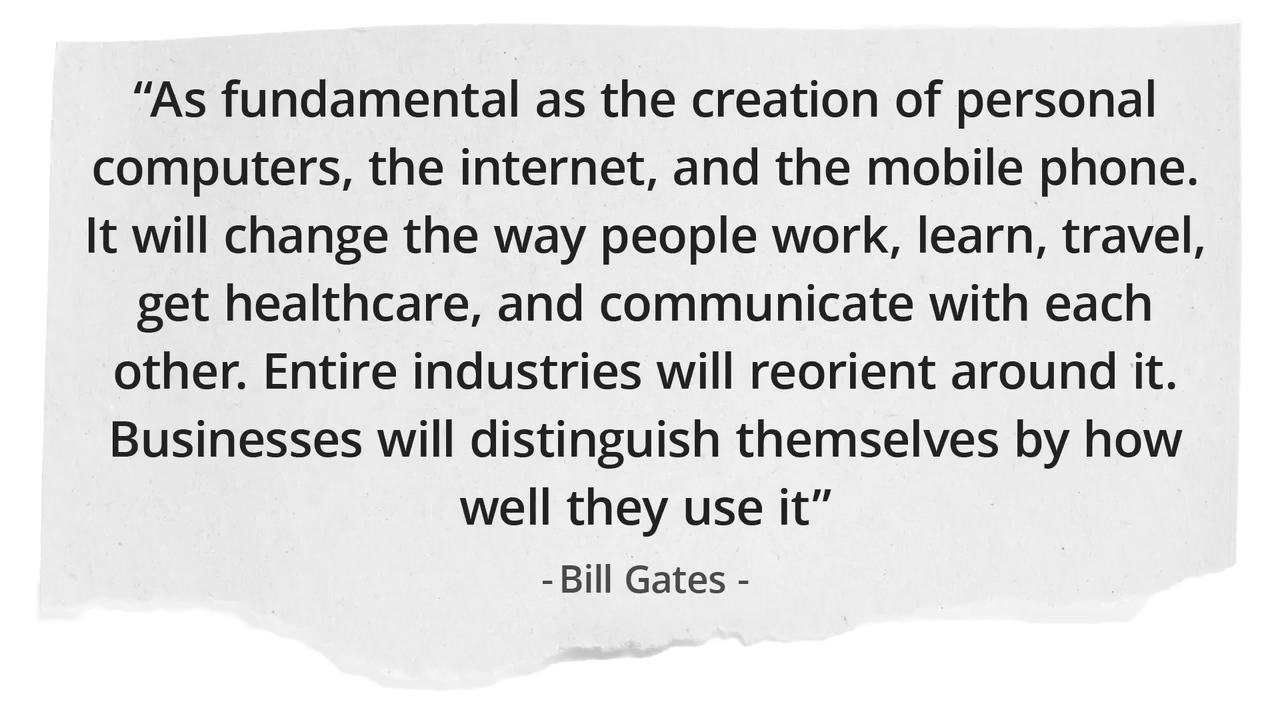 “As fundamental as the creation of personal
computers, the internet, and the mobile phone.
It will change the way people work, learn, travel,
get healthcare, and communicate with each
other. Entire industries will reorient around it.
Businesses will distinguish themselves by how
well they use it”
- Bill Gates -